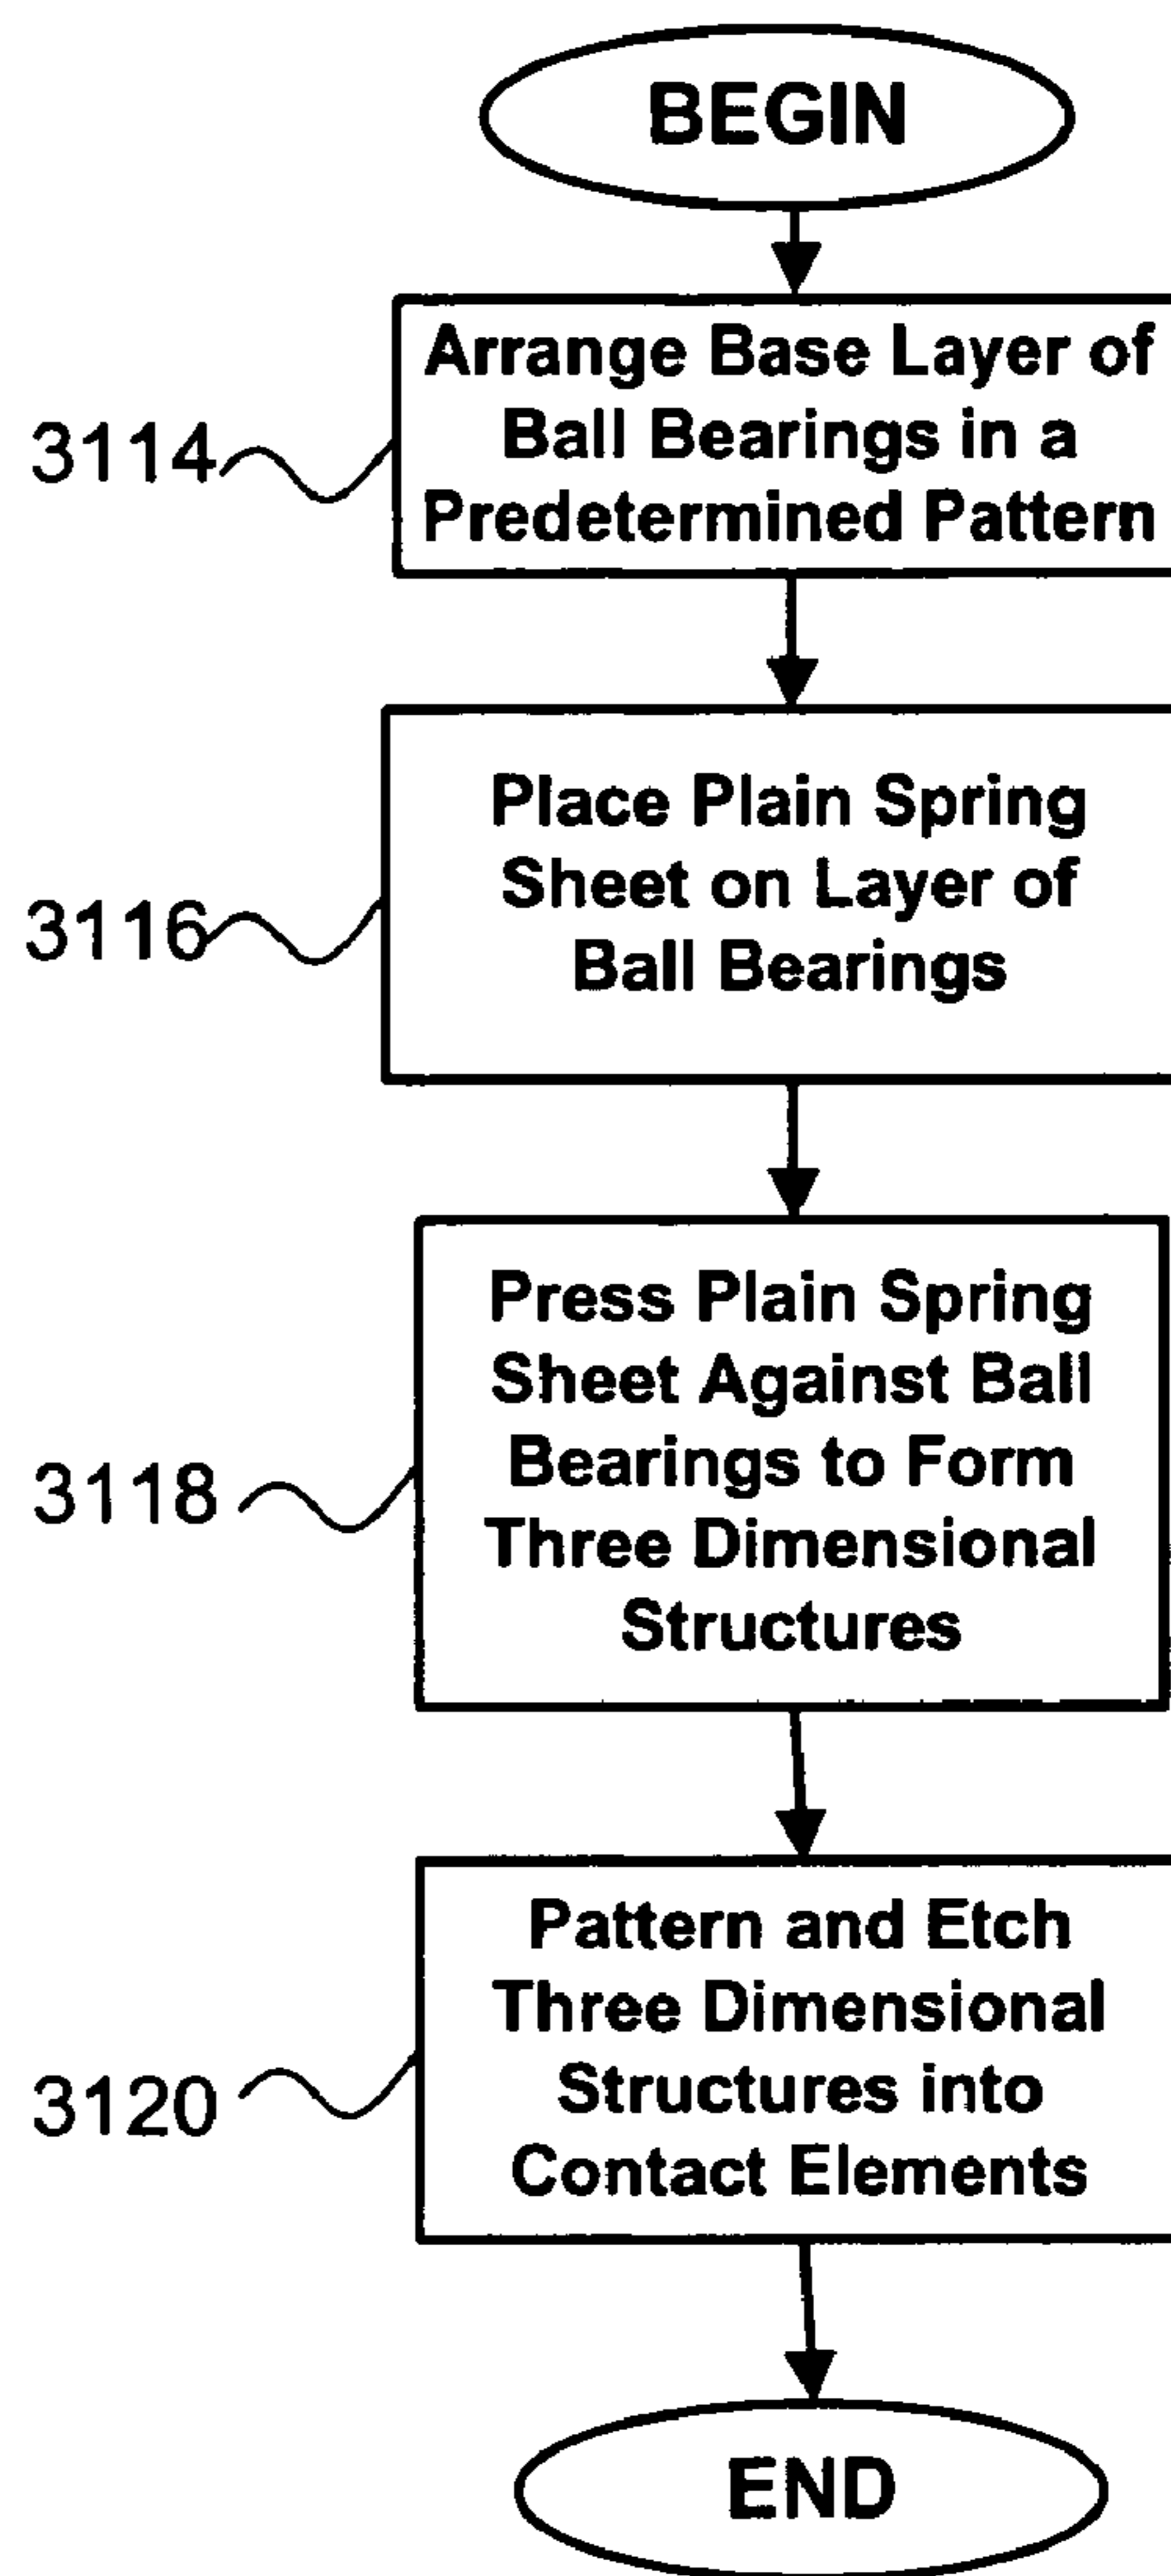 BEGIN
3114
Arrange Base Layer of
Ball Bearings in a
Predetermined Pattern
3116
Place Plain Spring
Sheet on Layer of
Ball Bearings
3118
Press Plain Spring
Sheet Against Ball
Bearings to Form
Three Dimensional
Structures
3120
Pattern and Etch
Three Dimensional
Structures into
Contact Elements
END